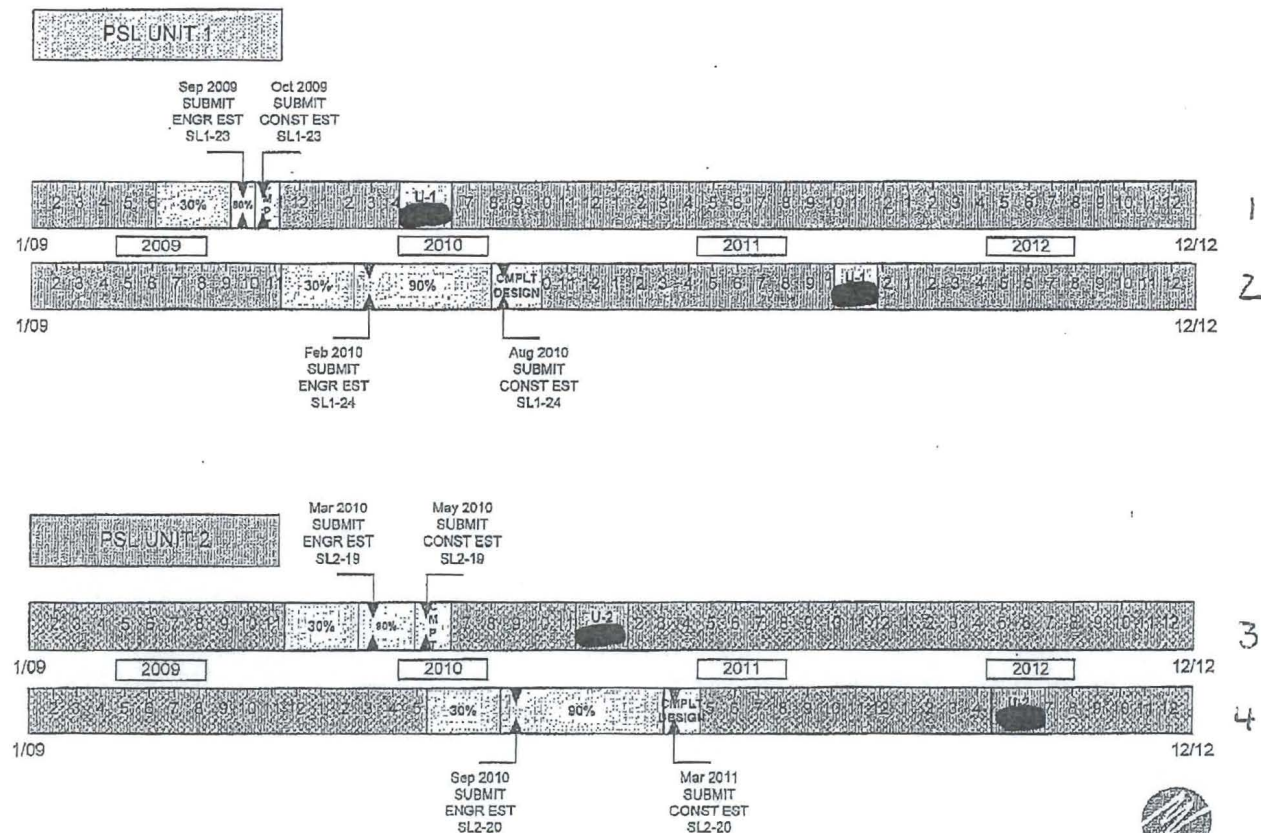 PSL UNIT 1
Sep 2009
SUBMIT
ENGR EST
SL1-23
Oct 2009
SUBMIT
CONST EST
SL1-23
2 3 4 5 6 30% 11 12 2 3 4 U-1 7 8 9 10 11 12 1 2 3 4 5 6 7 8 9 10 11 12 1 2 3 4 5 6 7 8 9 10 11 12 1
1/09 2009 2010 2011 2012 12/12
2 3 4 5 6 7 8 9 10 11 30% 90% CMPLT DESIGN 10 11 12 1 2 3 4 5 6 7 8 9 U-1 2 1 2 3 4 5 6 7 8 9 10 11 12 2
1/09 12/12
Feb 2010
SUBMIT
ENGR EST
SL1-24
Aug 2010
SUBMIT
CONST EST
SL1-24
PSL UNIT 2
Mar 2010
SUBMIT
ENGR EST
SL2-19
May 2010
SUBMIT
CONST EST
SL2-19
2 3 4 5 6 7 8 9 10 11 30% 7 8 9 10 11 U-2 2 3 4 5 6 7 8 9 10 11 12 1 2 3 4 5 6 7 8 9 10 11 12 3
1/09 2009 2010 2011 2012 12/12
2 3 4 5 6 7 8 9 10 11 12 2 3 4 5 30% 90% CMPLT DESIGN 5 6 7 8 9 10 11 12 1 2 3 4 7 8 9 10 11 12 4
1/09 12/12
Sep 2010
SUBMIT
ENGR EST
SL2-20
Mar 2011
SUBMIT
CONST EST
SL2-20